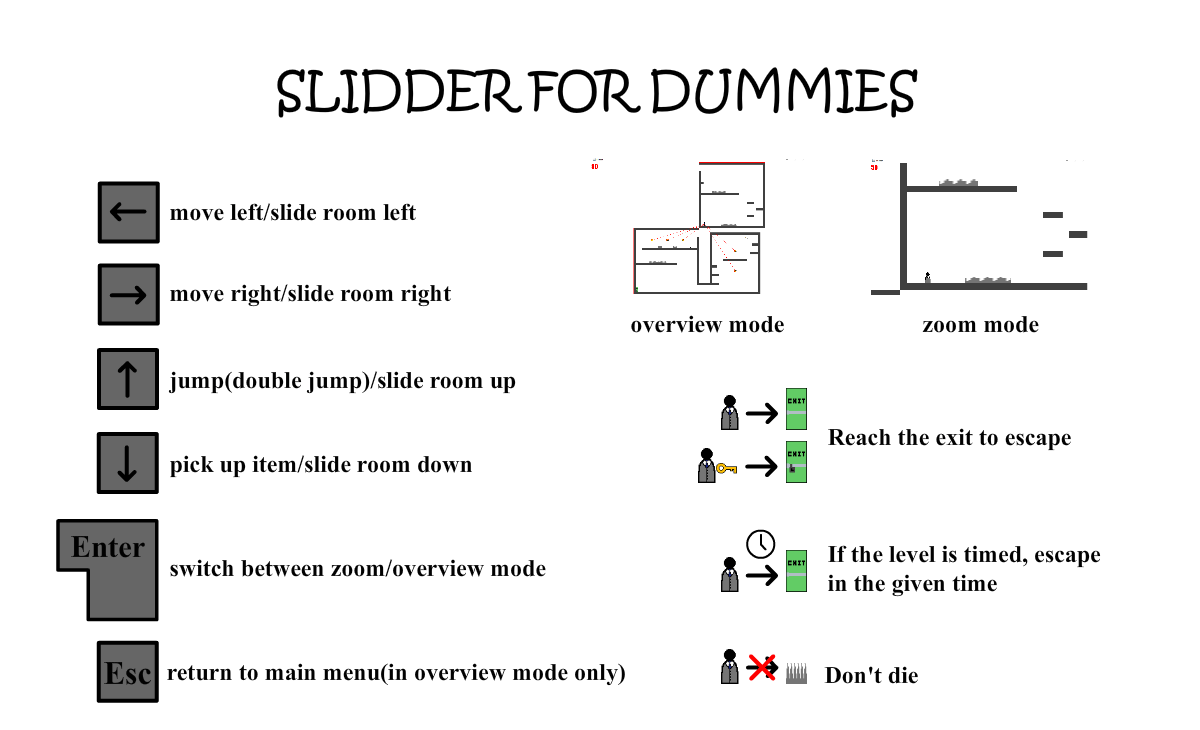 SLIDDER FOR DUMMIES
move left/slide room left
move right/slide room right
jump(double jump)/slide room up
pick up item/slide room down
Enter
switch between zoom/overview mode
Esc
return to main menu(in overview mode only)
overview mode
zoom mode
EXIT
EXIT
Reach the exit to escape
EXIT
If the level is timed, escape
in the given time
Don't die